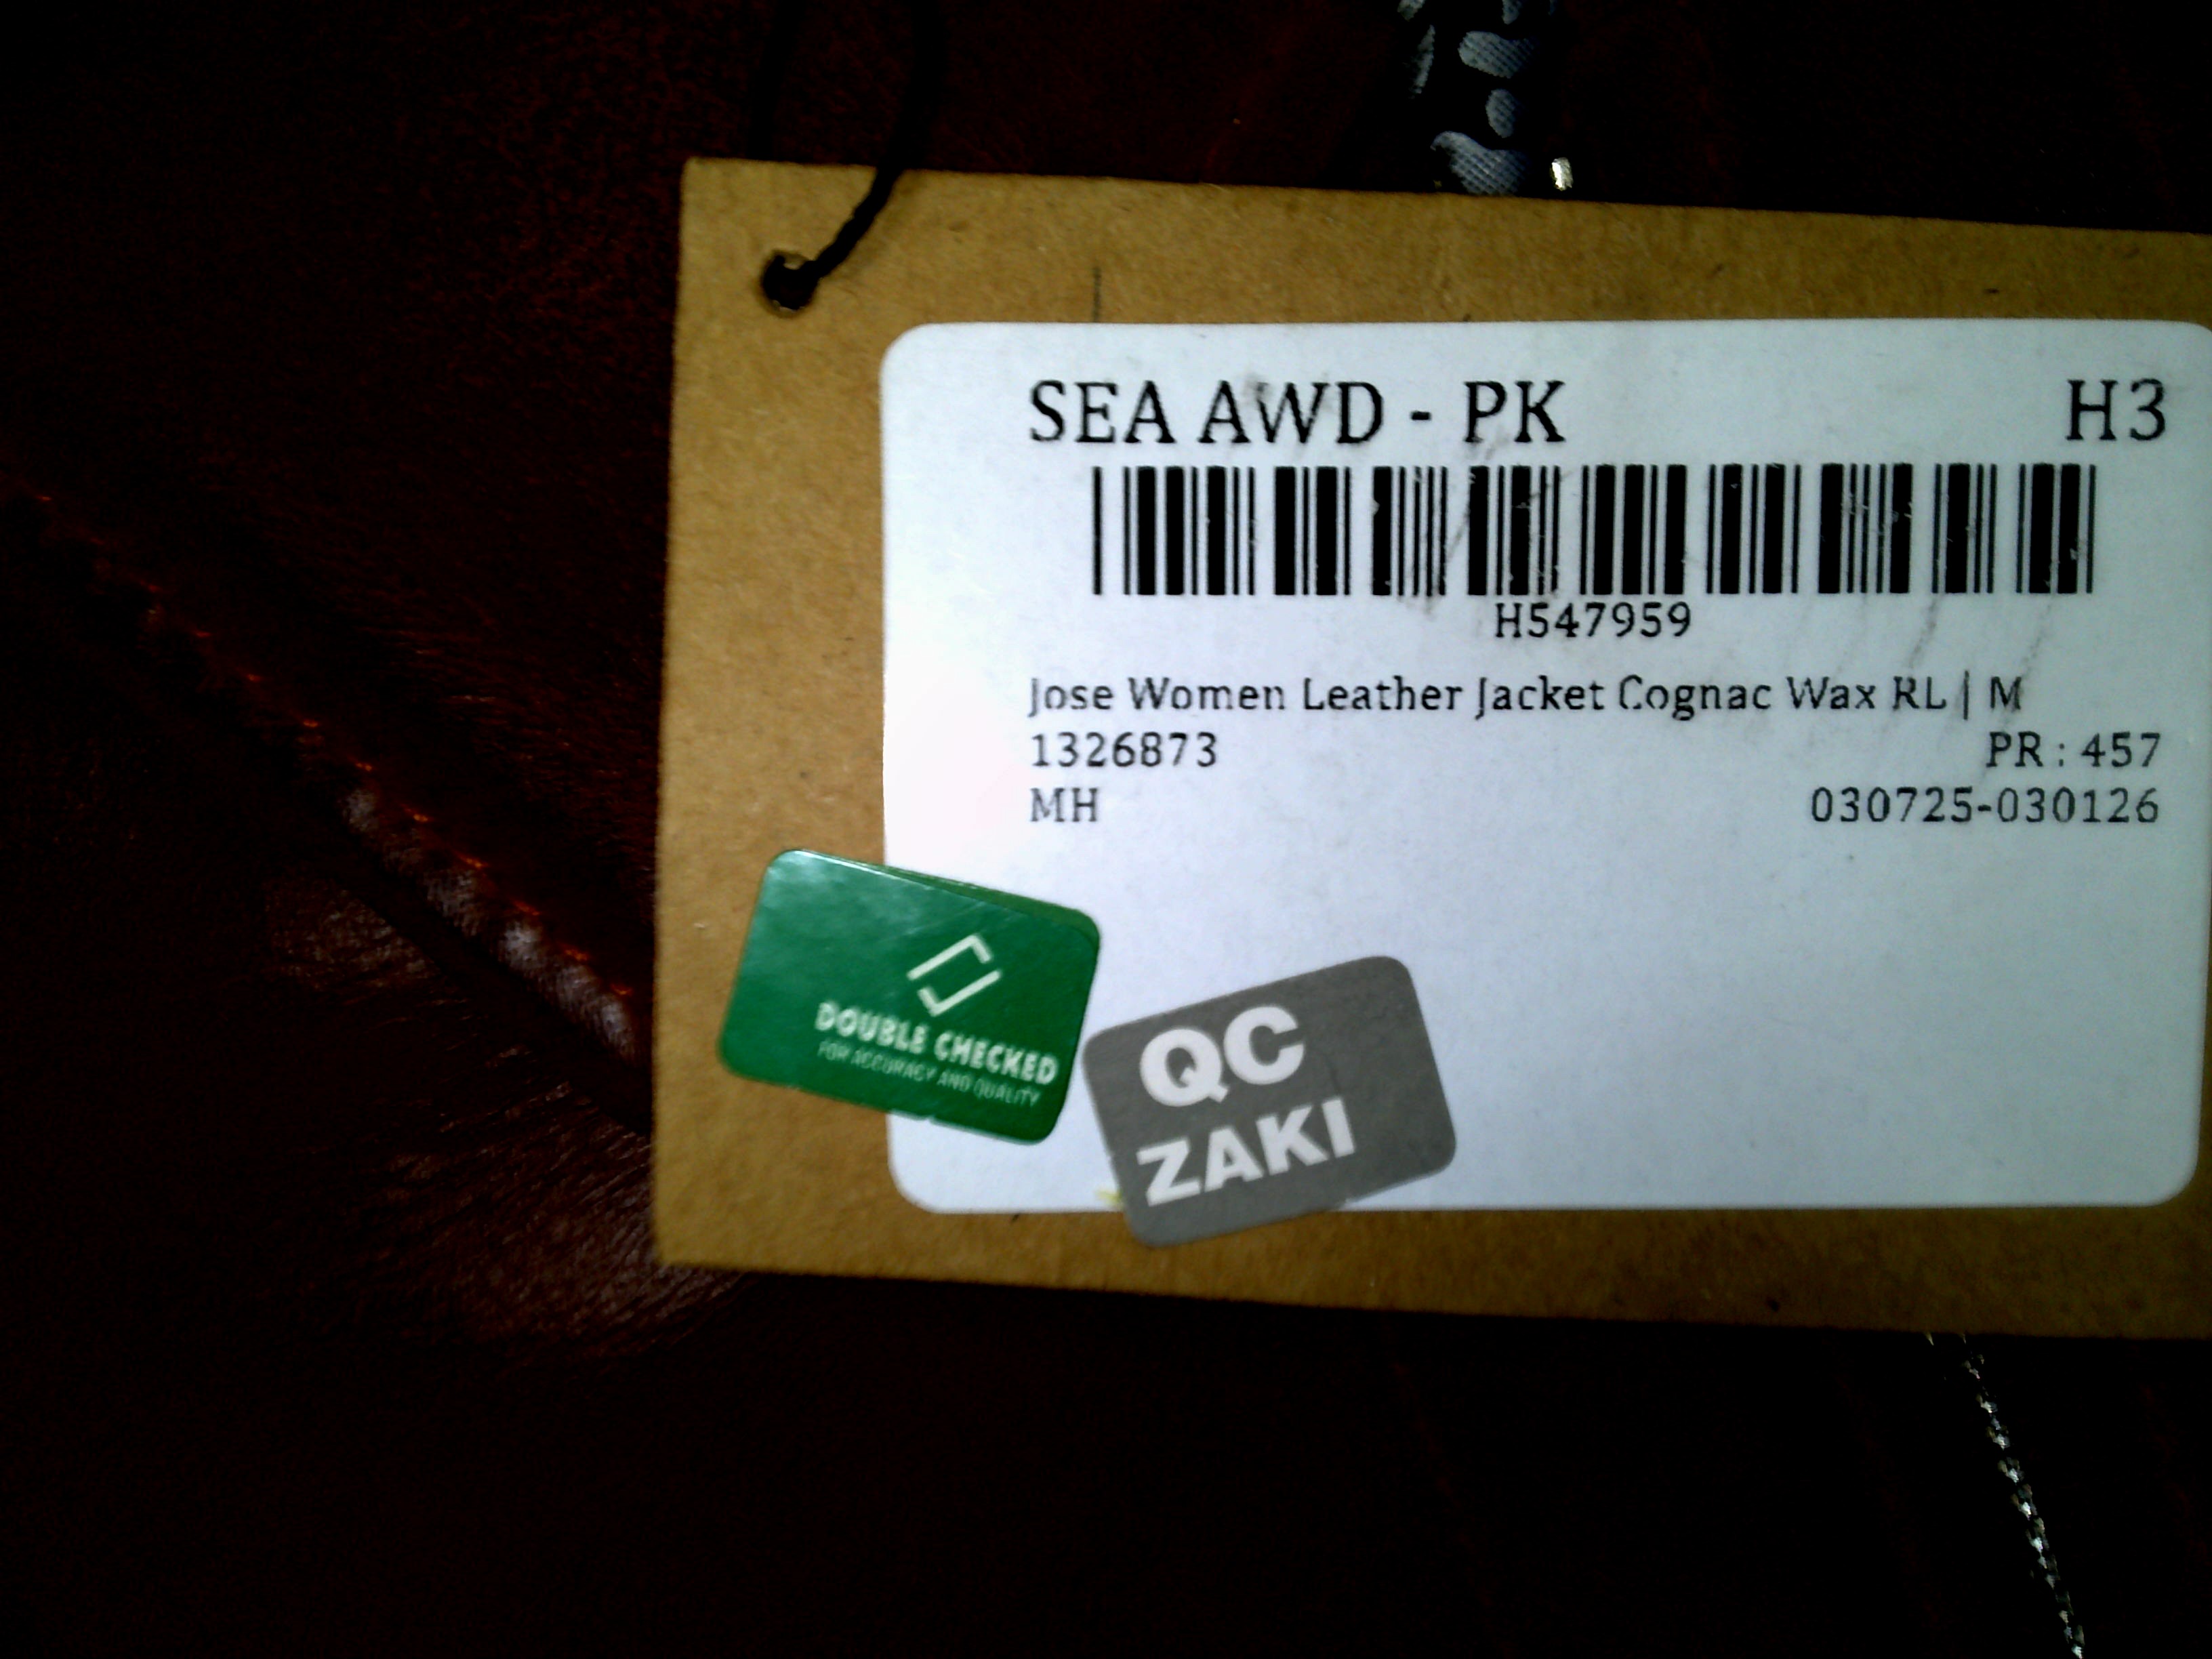 SEA AWD - PK H3
H547959
Jose Women Leather Jacket Cognac Wax RL | M
1326873 PR : 457
MH 030725-030126
DOUBLE CHECKED
FOR ACCURACY AND QUALITY
QC
ZAKI